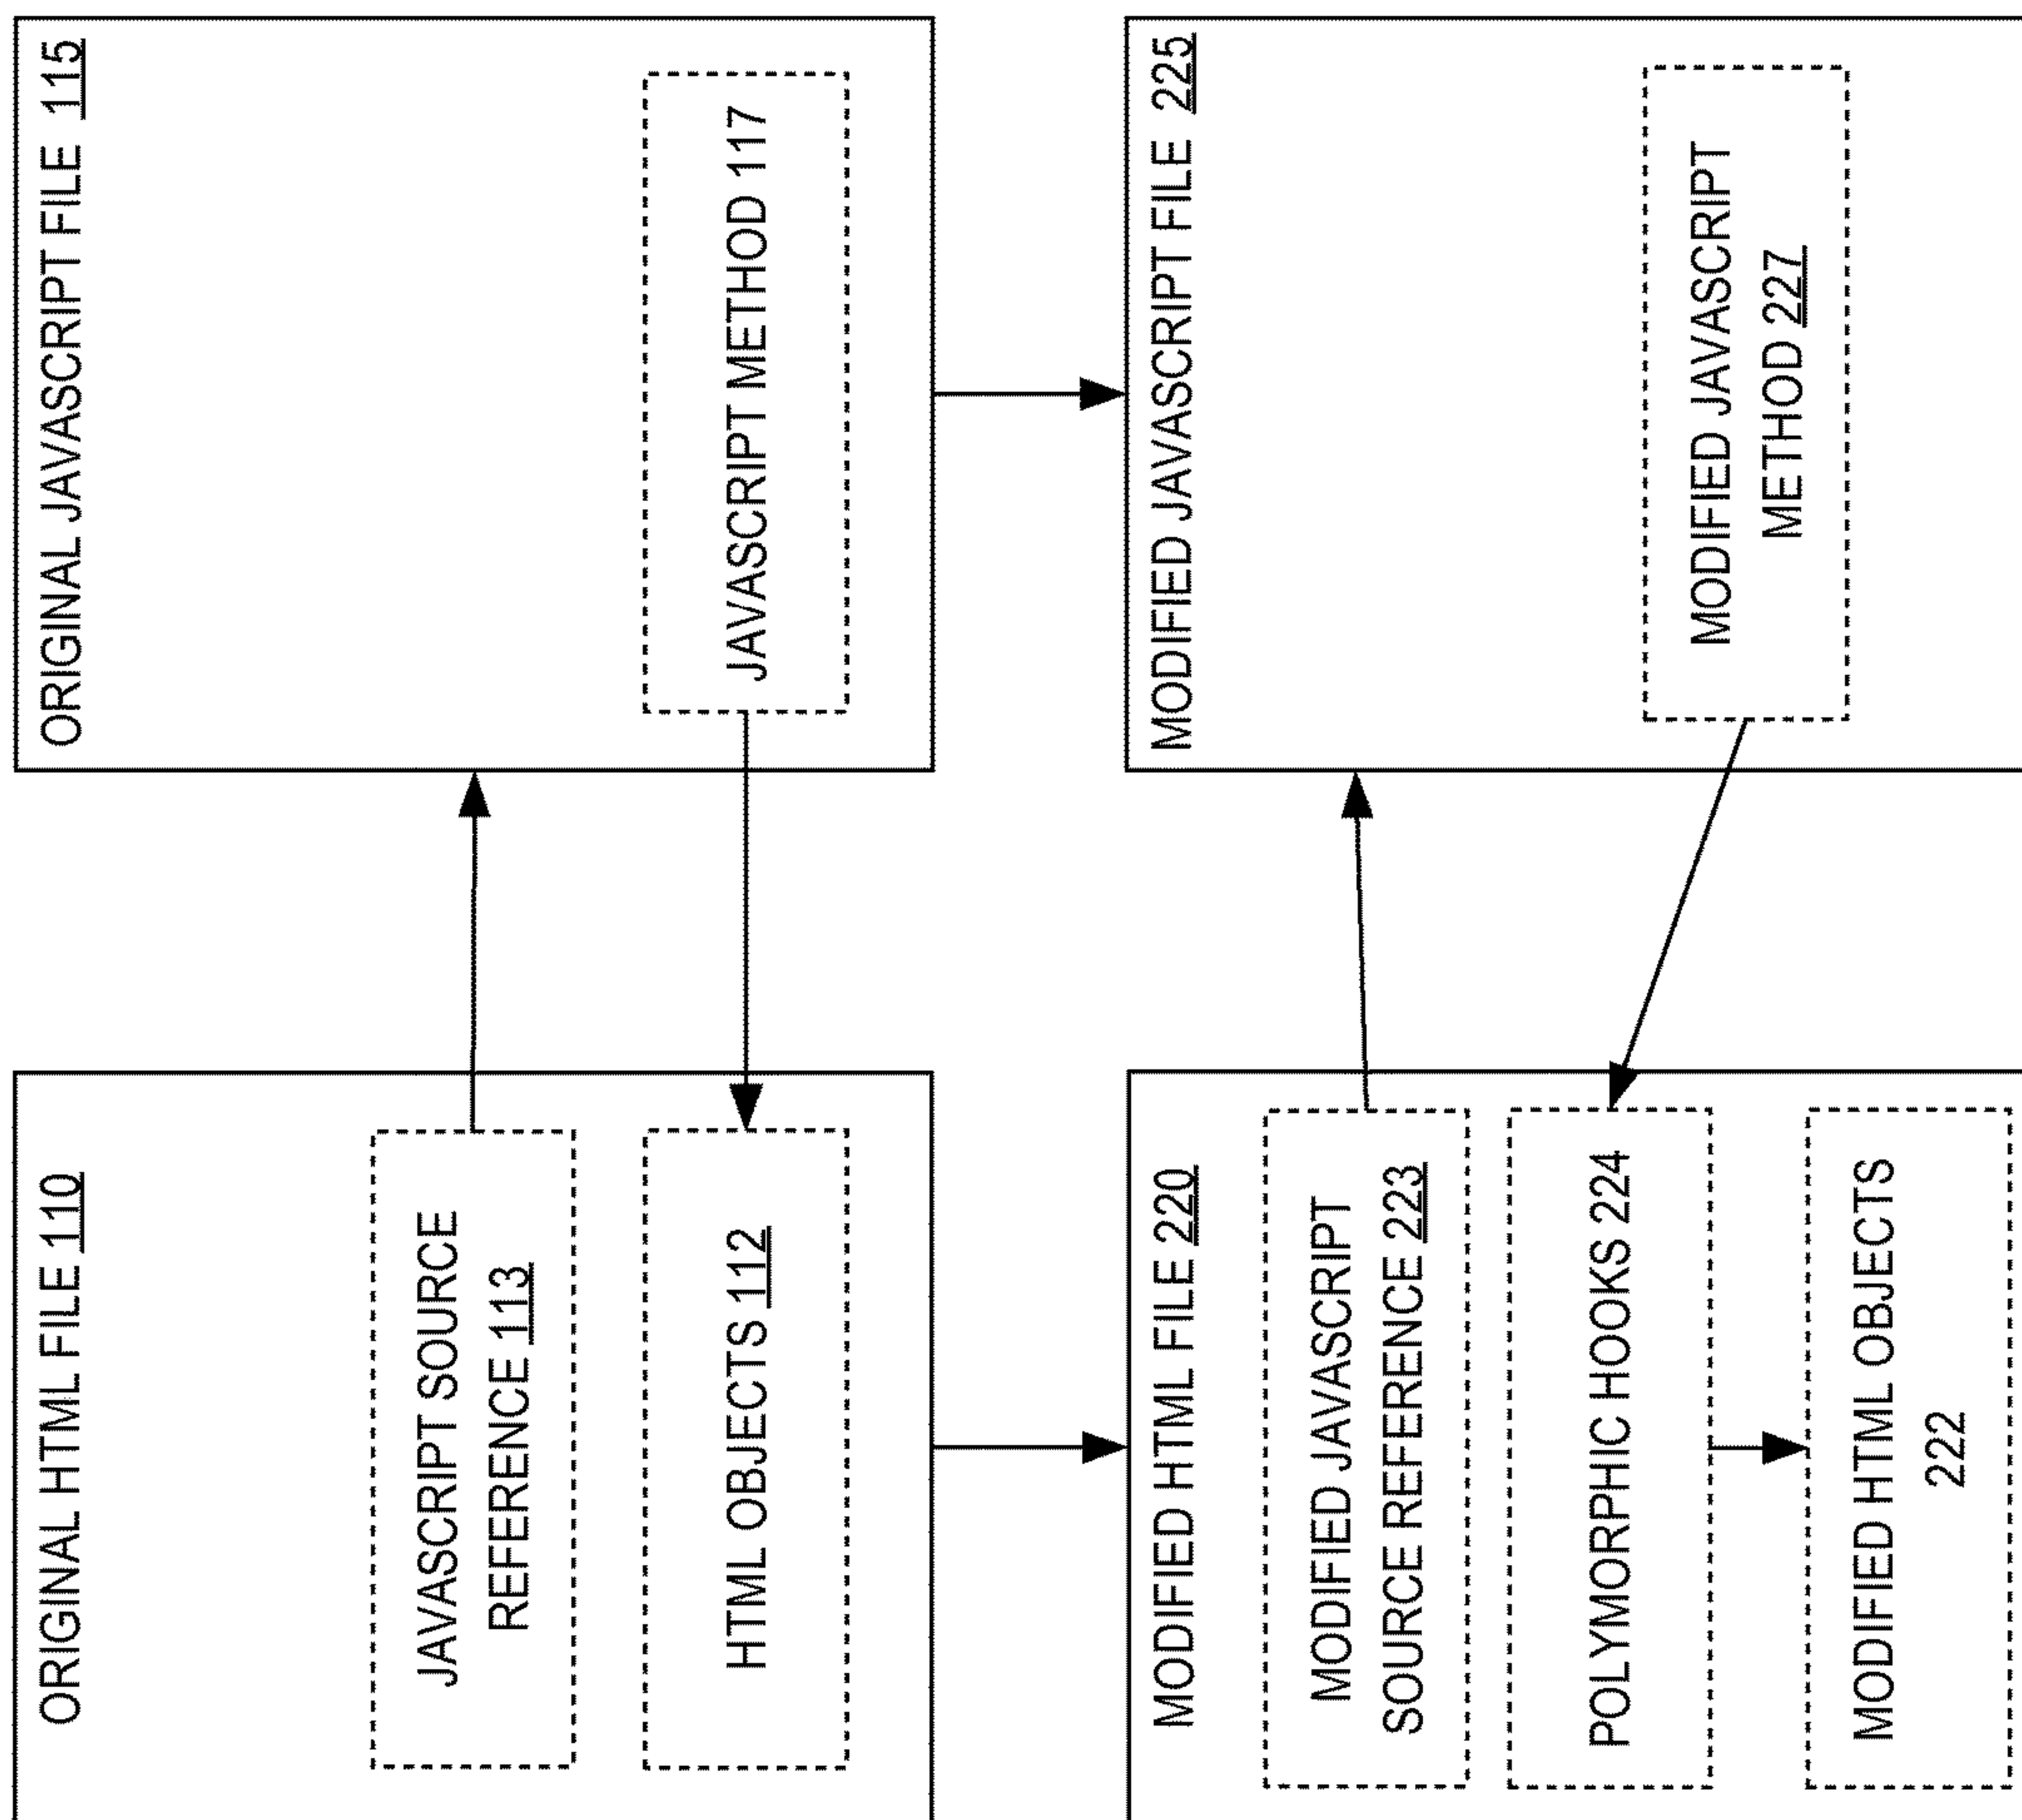 ORIGINAL HTML FILE 110
JAVASCRIPT SOURCE
REFERENCE 113
HTML OBJECTS 112
ORIGINAL JAVASCRIPT FILE 115
JAVASCRIPT METHOD 117
MODIFIED HTML FILE 220
MODIFIED JAVASCRIPT
SOURCE REFERENCE 223
POLYMORPHIC HOOKS 224
MODIFIED HTML OBJECTS
222
MODIFIED JAVASCRIPT FILE 225
MODIFIED JAVASCRIPT
METHOD 227